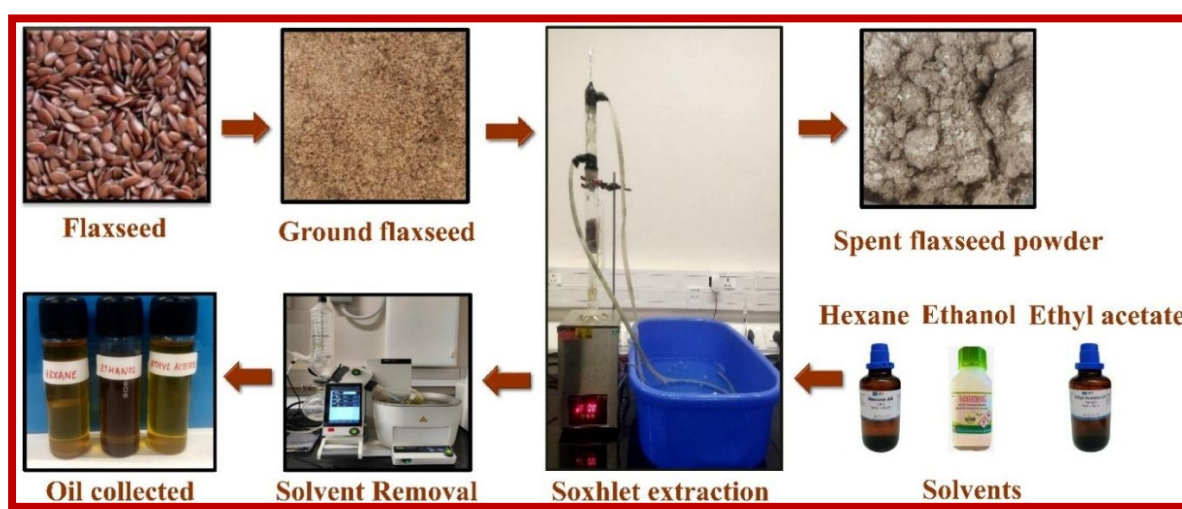 Flaxseed
Ground flaxseed
Spent flaxseed powder
Hexane Ethanol Ethyl acetate
HEXANE
ETHANOL
ETHYL ACETATE
Oil collected
Solvent Removal
Soxhlet extraction
Solvents